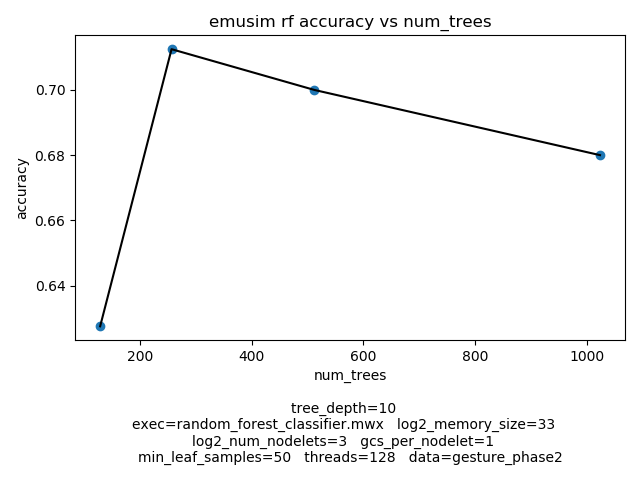 emusim rf accuracy vs num_trees
0.70
0.68
0.66
0.64
accuracy
200 400 600 800 1000
num_trees
tree_depth=10
exec=random_forest_classifier.mwx log2_memory_size=33
log2_num_nodelets=3 gcs_per_nodelet=1
min_leaf_samples=50 threads=128 data=gesture_phase2